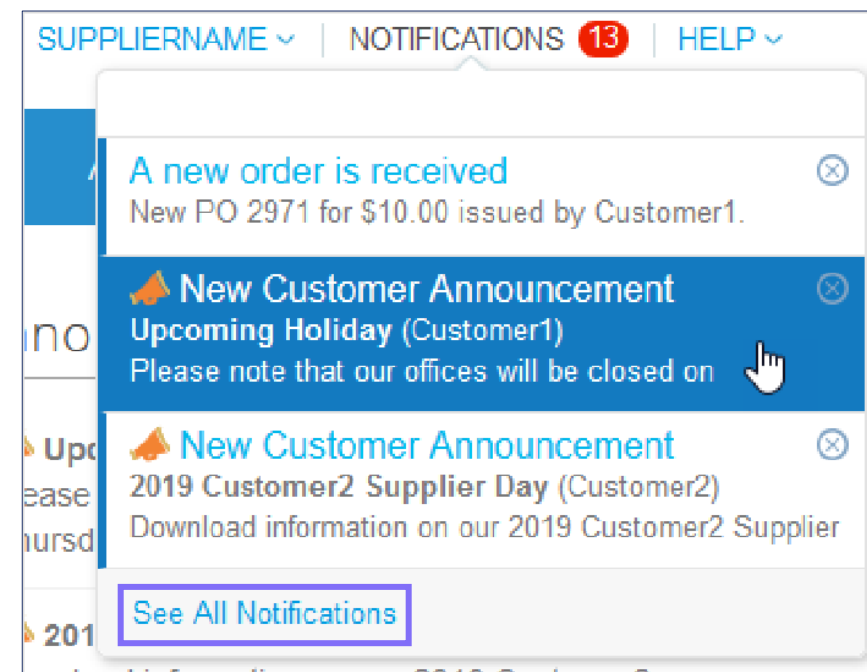 SUPPLIERNAME NOTIFICATIONS 13 HELP
A new order is received
New PO 2971 for $10.00 issued by Customer1.
New Customer Announcement
Upcoming Holiday (Customer1)
Please note that our offices will be closed on
New Customer Announcement
2019 Customer2 Supplier Day (Customer2)
Download information on our 2019 Customer2 Supplier
See All Notifications
201